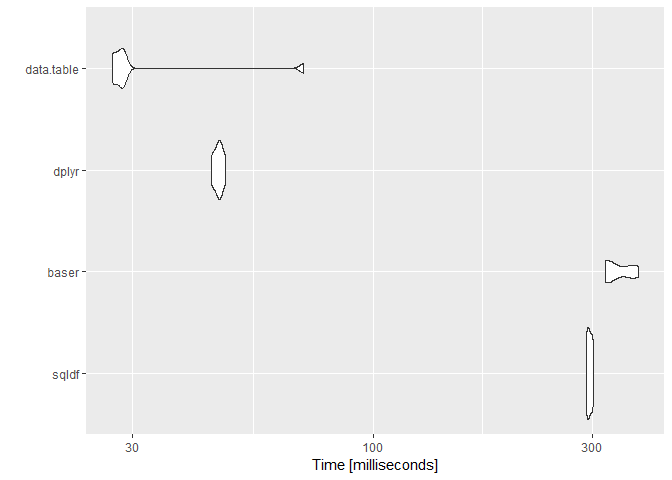 data.table
dplyr
baser
sqldf
30 100 300
Time [milliseconds]